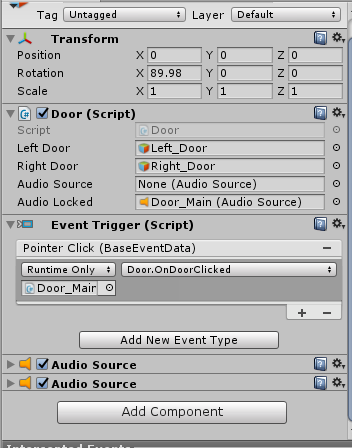 Tag Untagged Layer Default
Transform
Position X 0 Y 0 Z 0
Rotation X 89.98 Y 0 Z 0
Scale X 1 Y 1 Z 1
Door (Script)
Script Door
Left Door Left_Door
Right Door Right_Door
Audio Source None (Audio Source)
Audio Locked Door_Main (Audio Source)
Event Trigger (Script)
Pointer Click (BaseEventData)
Runtime Only Door.OnDoorClicked
Door_Main
Add New Event Type
Audio Source
Audio Source
Add Component
Intercepted Events: